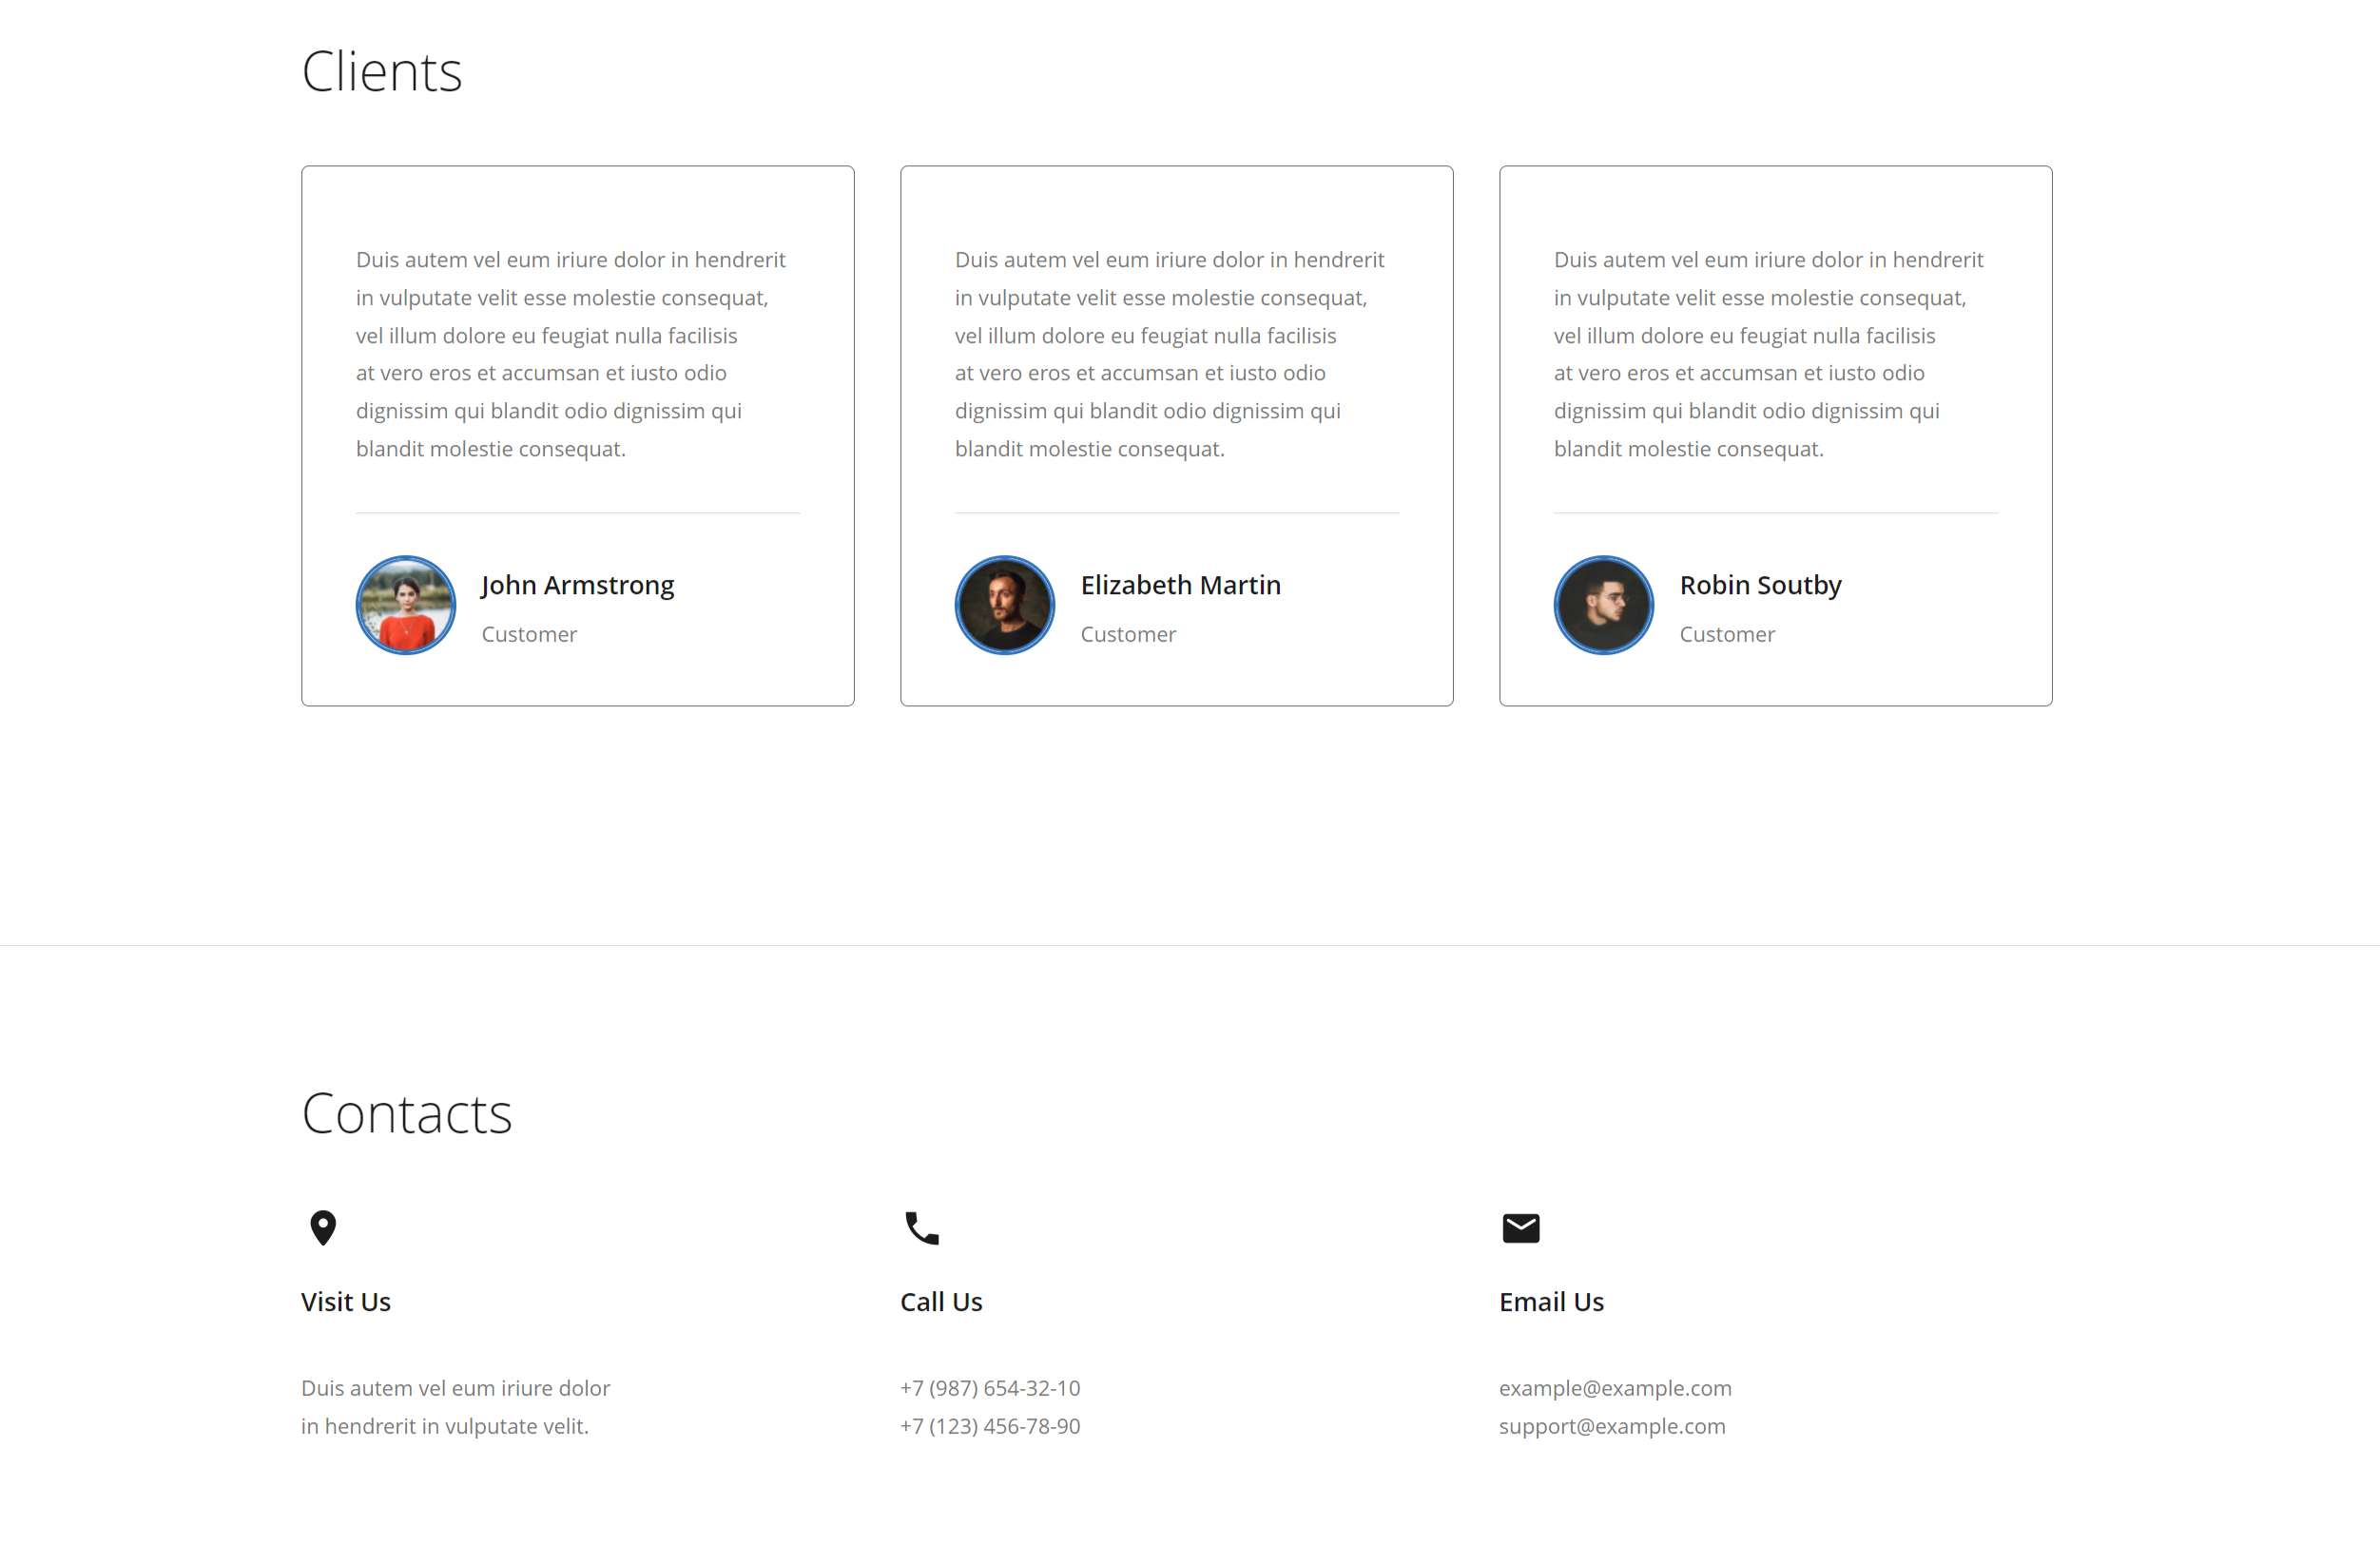 Clients
Duis autem vel eum iriure dolor in hendrerit
in vulputate velit esse molestie consequat,
vel illum dolore eu feugiat nulla facilisis
at vero eros et accumsan et iusto odio
dignissim qui blandit odio dignissim qui
blandit molestie consequat.
John Armstrong
Customer
Duis autem vel eum iriure dolor in hendrerit
in vulputate velit esse molestie consequat,
vel illum dolore eu feugiat nulla facilisis
at vero eros et accumsan et iusto odio
dignissim qui blandit odio dignissim qui
blandit molestie consequat.
Elizabeth Martin
Customer
Duis autem vel eum iriure dolor in hendrerit
in vulputate velit esse molestie consequat,
vel illum dolore eu feugiat nulla facilisis
at vero eros et accumsan et iusto odio
dignissim qui blandit odio dignissim qui
blandit molestie consequat.
Robin Soutby
Customer
Contacts
Visit Us
Duis autem vel eum iriure dolor
in hendrerit in vulputate velit.
Call Us
+7 (987) 654-32-10
+7 (123) 456-78-90
Email Us
example@example.com
support@example.com